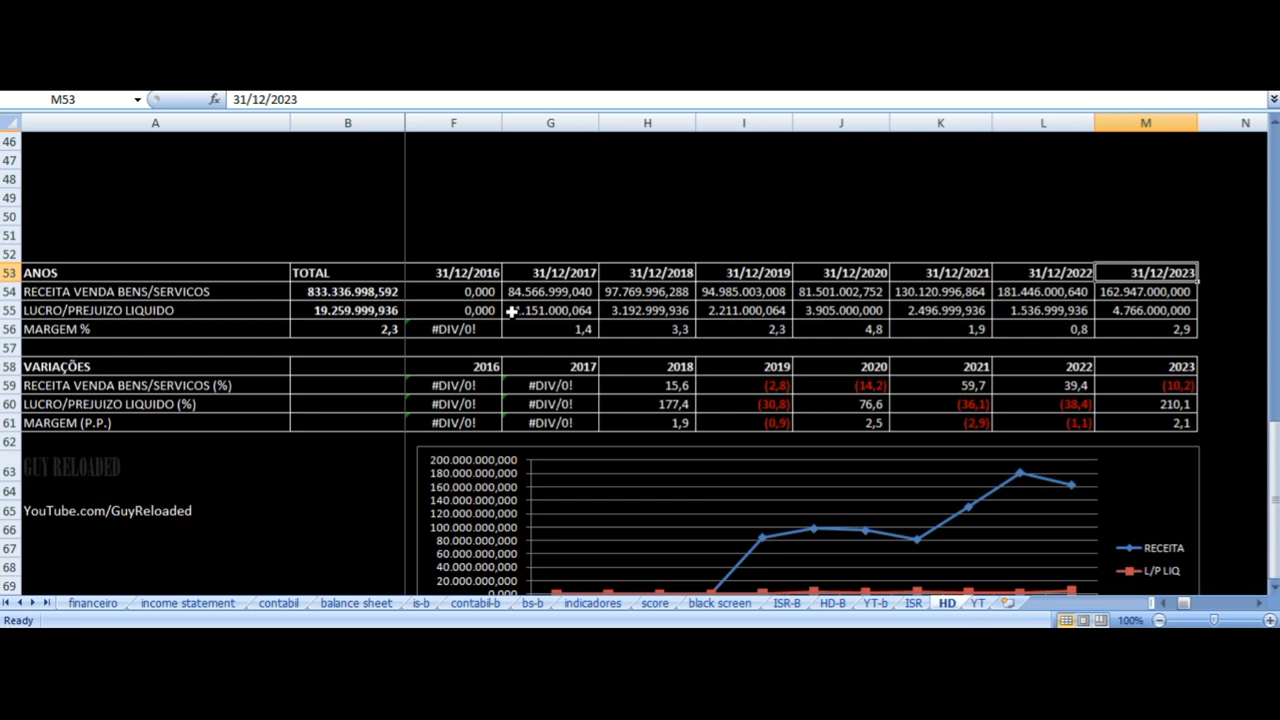 M53 fx 31/12/2023
A B F G H I J K L M N
46
47
48
49
50
51
52
53 ANOS TOTAL 31/12/2016 31/12/2017 31/12/2018 31/12/2019 31/12/2020 31/12/2021 31/12/2022 31/12/2023
54 RECEITA VENDA BENS/SERVICOS 833.336.998,592 0,000 84.566.999,040 97.769.996,288 94.985.003,008 81.501.002,752 130.120.996,864 181.446.000,640 162.947.000,000
55 LUCRO/PREJUIZO LIQUIDO 19.259.999,936 0,000 .151.000,064 3.192.999,936 2.211.000,064 3.905.000,000 2.496.999,936 1.536.999,936 4.766.000,000
56 MARGEM % 2,3 #DIV/0! 1,4 3,3 2,3 4,8 1,9 0,8 2,9
57
58 VARIAÇÕES 2016 2017 2018 2019 2020 2021 2022 2023
59 RECEITA VENDA BENS/SERVICOS (%) #DIV/0! #DIV/0! 15,6 (2,8) (14,2) 59,7 39,4 (10,2)
60 LUCRO/PREJUIZO LIQUIDO (%) #DIV/0! #DIV/0! 177,4 (30,8) 76,6 (36,1) (38,4) 210,1
61 MARGEM (P.P.) #DIV/0! #DIV/0! 1,9 (0,9) 2,5 (2,9) (1,1) 2,1
62
63 GUY RELOADED
64
65 YouTube.com/GuyReloaded
66
67
68
69
200.000.000,000
180.000.000,000
160.000.000,000
140.000.000,000
120.000.000,000
100.000.000,000
80.000.000,000
60.000.000,000
40.000.000,000
20.000.000,000
0,000
RECEITA
L/P LIQ
financeiro income statement contabil balance sheet is-b contabil-b bs-b indicadores score black screen ISR-B HD-B YT-b ISR HD YT
Ready 100%